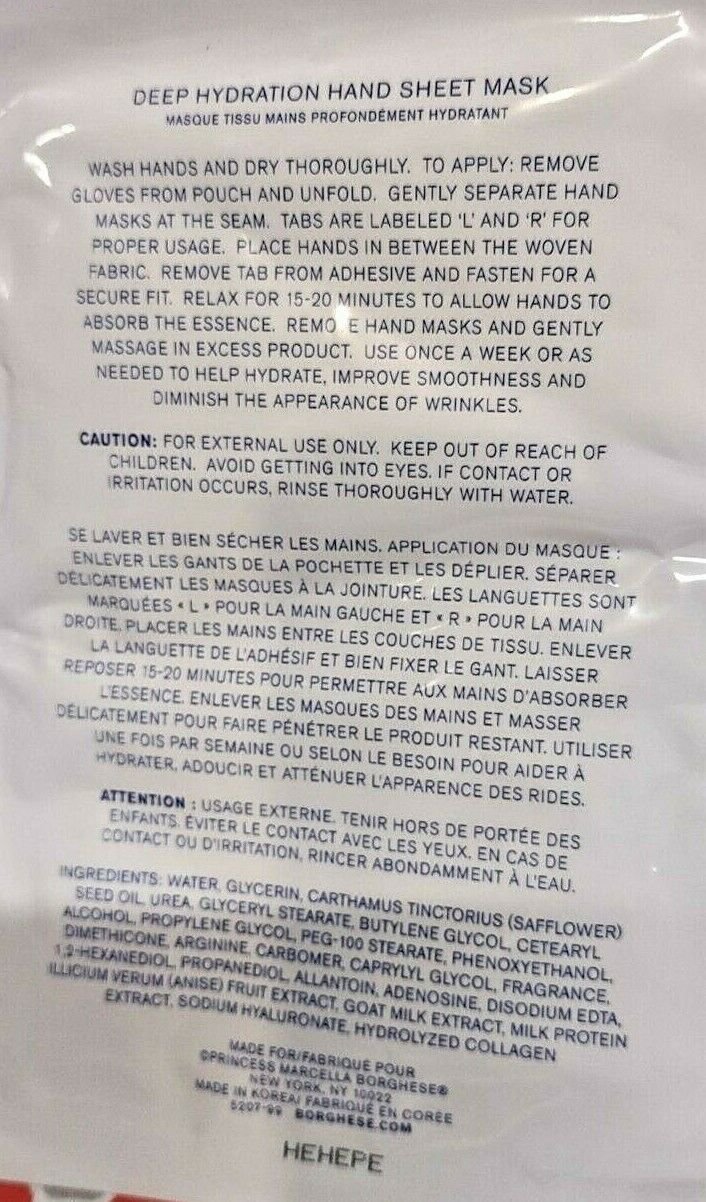 DEEP HYDRATION HAND SHEET MASK
MASQUE TISSU MAINS PROFONDÉMENT HYDRATANT
WASH HANDS AND DRY THOROUGHLY. TO APPLY: REMOVE
GLOVES FROM POUCH AND UNFOLD. GENTLY SEPARATE HAND
MASKS AT THE SEAM. TABS ARE LABELED 'L' AND 'R' FOR
PROPER USAGE. PLACE HANDS IN BETWEEN THE WOVEN
FABRIC. REMOVE TAB FROM ADHESIVE AND FASTEN FOR A
SECURE FIT. RELAX FOR 15-20 MINUTES TO ALLOW HANDS TO
ABSORB THE ESSENCE. REMO E HAND MASKS AND GENTLY
MASSAGE IN EXCESS PRODUCT. USE ONCE A WEEK OR AS
NEEDED TO HELP HYDRATE, IMPROVE SMOOTHNESS AND
DIMINISH THE APPEARANCE OF WRINKLES.
CAUTION: FOR EXTERNAL USE ONLY. KEEP OUT OF REACH OF
CHILDREN. AVOID GETTING INTO EYES. IF CONTACT OR
IRRITATION OCCURS, RINSE THOROUGHLY WITH WATER.
SE LAVER ET BIEN SÉCHER LES MAINS. APPLICATION DU MASQUE :
ENLEVER LES GANTS DE LA POCHETTE ET LES DÉPLIER. SÉPARER
DÉLICATEMENT LES MASQUES À LA JOINTURE. LES LANGUETTES SONT
MARQUÉES « L » POUR LA MAIN GAUCHE ET « R » POUR LA MAIN
DROITE. PLACER LES MAINS ENTRE LES COUCHES DE TISSU. ENLEVER
LA LANGUETTE DE L'ADHÉSIF ET BIEN FIXER LE GANT. LAISSER
REPOSER 15-20 MINUTES POUR PERMETTRE AUX MAINS D'ABSORBER
L'ESSENCE. ENLEVER LES MASQUES DES MAINS ET MASSER
DÉLICATEMENT POUR FAIRE PÉNÉTRER LE PRODUIT RESTANT. UTILISER
UNE FOIS PAR SEMAINE OU SELON LE BESOIN POUR AIDER À
HYDRATER, ADOUCIR ET ATTÉNUER L'APPARENCE DES RIDES.
ATTENTION : USAGE EXTERNE. TENIR HORS DE PORTÉE DES
ENFANTS. ÉVITER LE CONTACT AVEC LES YEUX. EN CAS DE
CONTACT OU D'IRRITATION, RINCER ABONDAMMENT À L'EAU.
INGREDIENTS: WATER, GLYCERIN, CARTHAMUS TINCTORIUS (SAFFLOWER)
SEED OIL, UREA, GLYCERYL STEARATE, BUTYLENE GLYCOL, CETEARYL
ALCOHOL, PROPYLENE GLYCOL, PEG-100 STEARATE, PHENOXYETHANOL,
DIMETHICONE, ARGININE, CARBOMER, CAPRYLYL GLYCOL, FRAGRANCE,
1,2-HEXANEDIOL, PROPANEDIOL, ALLANTOIN, ADENOSINE, DISODIUM EDTA,
ILLICIUM VERUM (ANISE) FRUIT EXTRACT, GOAT MILK EXTRACT, MILK PROTEIN
EXTRACT, SODIUM HYALURONATE, HYDROLYZED COLLAGEN
MADE FOR/FABRIQUÉ POUR
©PRINCESS MARCELLA BORGHESE®
NEW YORK, NY 10022
MADE IN KOREA/ FABRIQUÉ EN CORÉE
5207-99 BORGHESE.COM
HEHEPE